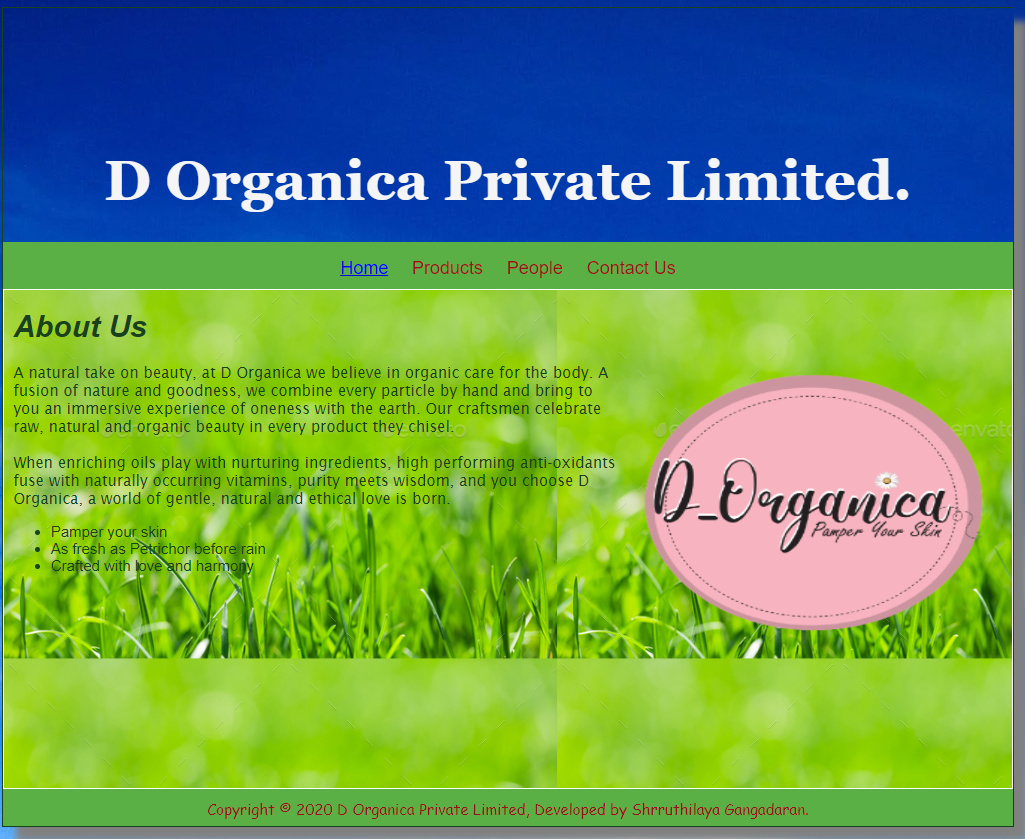 D Organica Private Limited.
Home Products People Contact Us
About Us
A natural take on beauty, at D Organica we believe in organic care for the body. A
fusion of nature and goodness, we combine every particle by hand and bring to
you an immersive experience of oneness with the earth. Our craftsmen celebrate
raw, natural and organic beauty in every product they chisel.
When enriching oils play with nurturing ingredients, high performing anti-oxidants
fuse with naturally occurring vitamins, purity meets wisdom, and you choose D
Organica, a world of gentle, natural and ethical love is born.
• Pamper your skin
• As fresh as Petrichor before rain
• Crafted with love and harmony
D_Organica
Pamper Your Skin
envato
Copyright © 2020 D Organica Private Limited, Developed by Shrruthilaya Gangadaran.